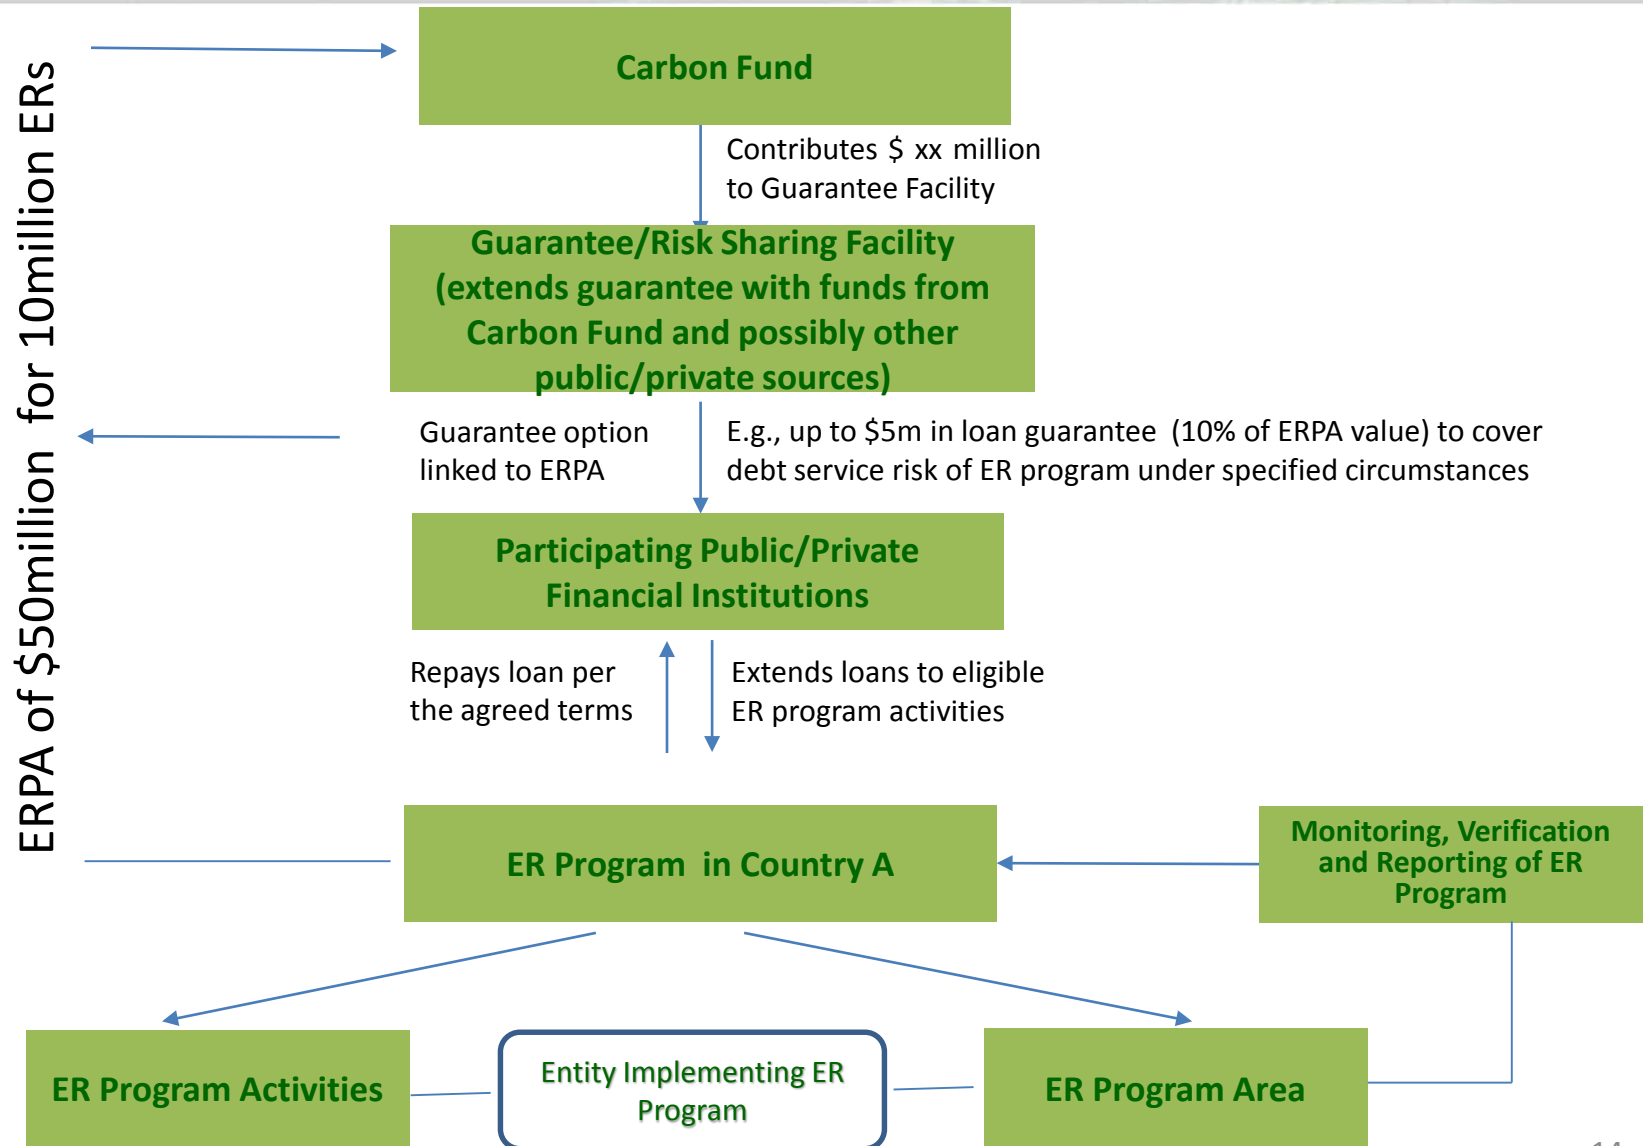 ERPA of $50million for 10million ERs
Carbon Fund
Contributes $ xx million
to Guarantee Facility
Guarantee/Risk Sharing Facility
(extends guarantee with funds from
Carbon Fund and possibly other
public/private sources)
Guarantee option
linked to ERPA
E.g., up to $5m in loan guarantee (10% of ERPA value) to cover
debt service risk of ER program under specified circumstances
Participating Public/Private
Financial Institutions
Repays loan per
the agreed terms
Extends loans to eligible
ER program activities
ER Program in Country A
Monitoring, Verification
and Reporting of ER
Program
ER Program Activities
Entity Implementing ER
Program
ER Program Area